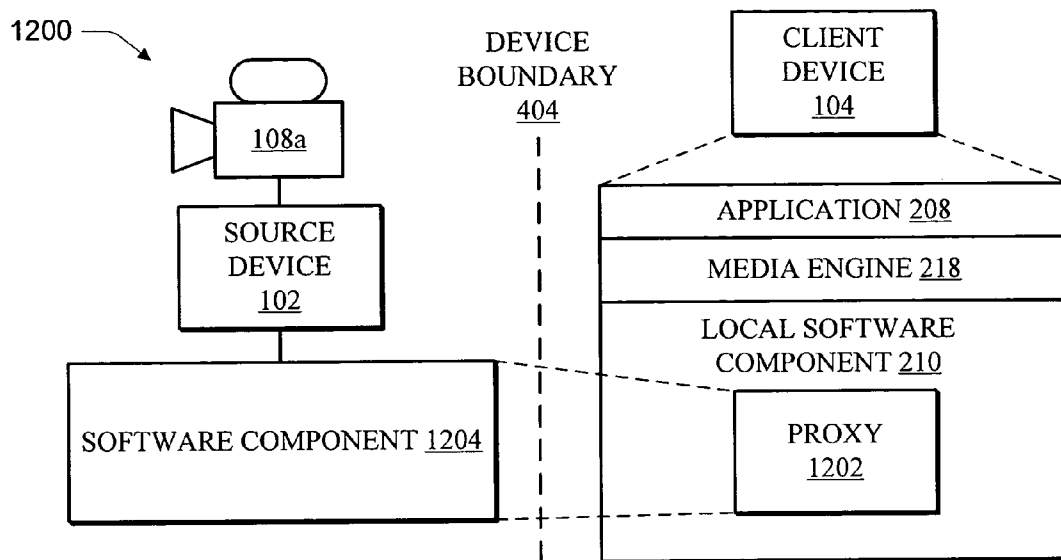 1200
108a
SOURCE
DEVICE
102
SOFTWARE COMPONENT 1204
DEVICE
BOUNDARY
404
CLIENT
DEVICE
104
APPLICATION 208
MEDIA ENGINE 218
LOCAL SOFTWARE
COMPONENT 210
PROXY
1202